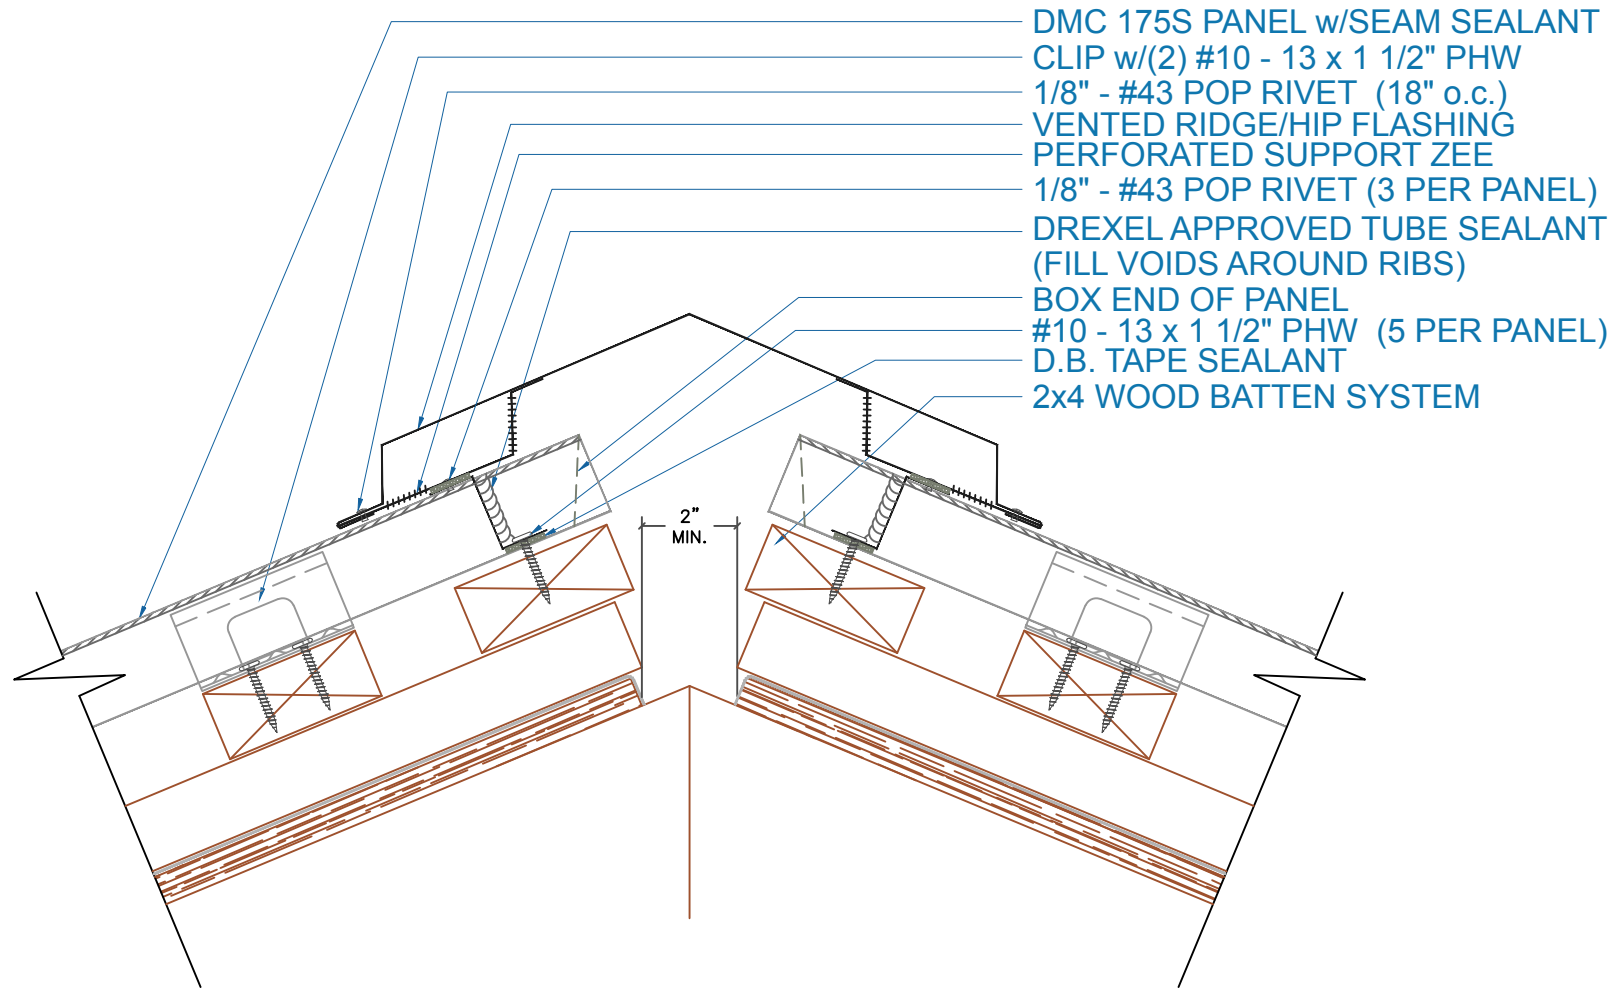 DMC 175S PANEL w/SEAM SEALANT
CLIP w/(2) #10 - 13 x 1 1/2" PHW
1/8" - #43 POP RIVET (18" o.c.)
VENTED RIDGE/HIP FLASHING
PERFORATED SUPPORT ZEE
1/8" - #43 POP RIVET (3 PER PANEL)
DREXEL APPROVED TUBE SEALANT
(FILL VOIDS AROUND RIBS)
BOX END OF PANEL
#10 - 13 x 1 1/2" PHW (5 PER PANEL)
D.B. TAPE SEALANT
2x4 WOOD BATTEN SYSTEM
2"
MIN.